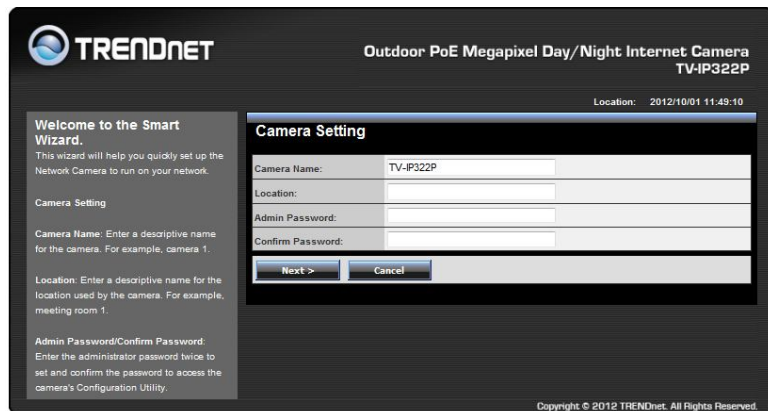 TRENDNET
Outdoor PoE Megapixel Day/Night Internet Camera
TV-IP322P
Location: 2012/10/01 11:49:10
Welcome to the Smart
Wizard.
This wizard will help you quickly set up the
Network Camera to run on your network.
Camera Setting
Camera Name: Enter a descriptive name
for the camera. For example, camera 1.
Location: Enter a descriptive name for the
location used by the camera. For example,
meeting room 1.
Admin Password/Confirm Password:
Enter the administrator password twice to
set and confirm the password to access the
camera's Configuration Utility.
Camera Setting
Camera Name: TV-IP322P
Location:
Admin Password:
Confirm Password:
Next > Cancel
Copyright © 2012 TRENDnet. All Rights Reserved.